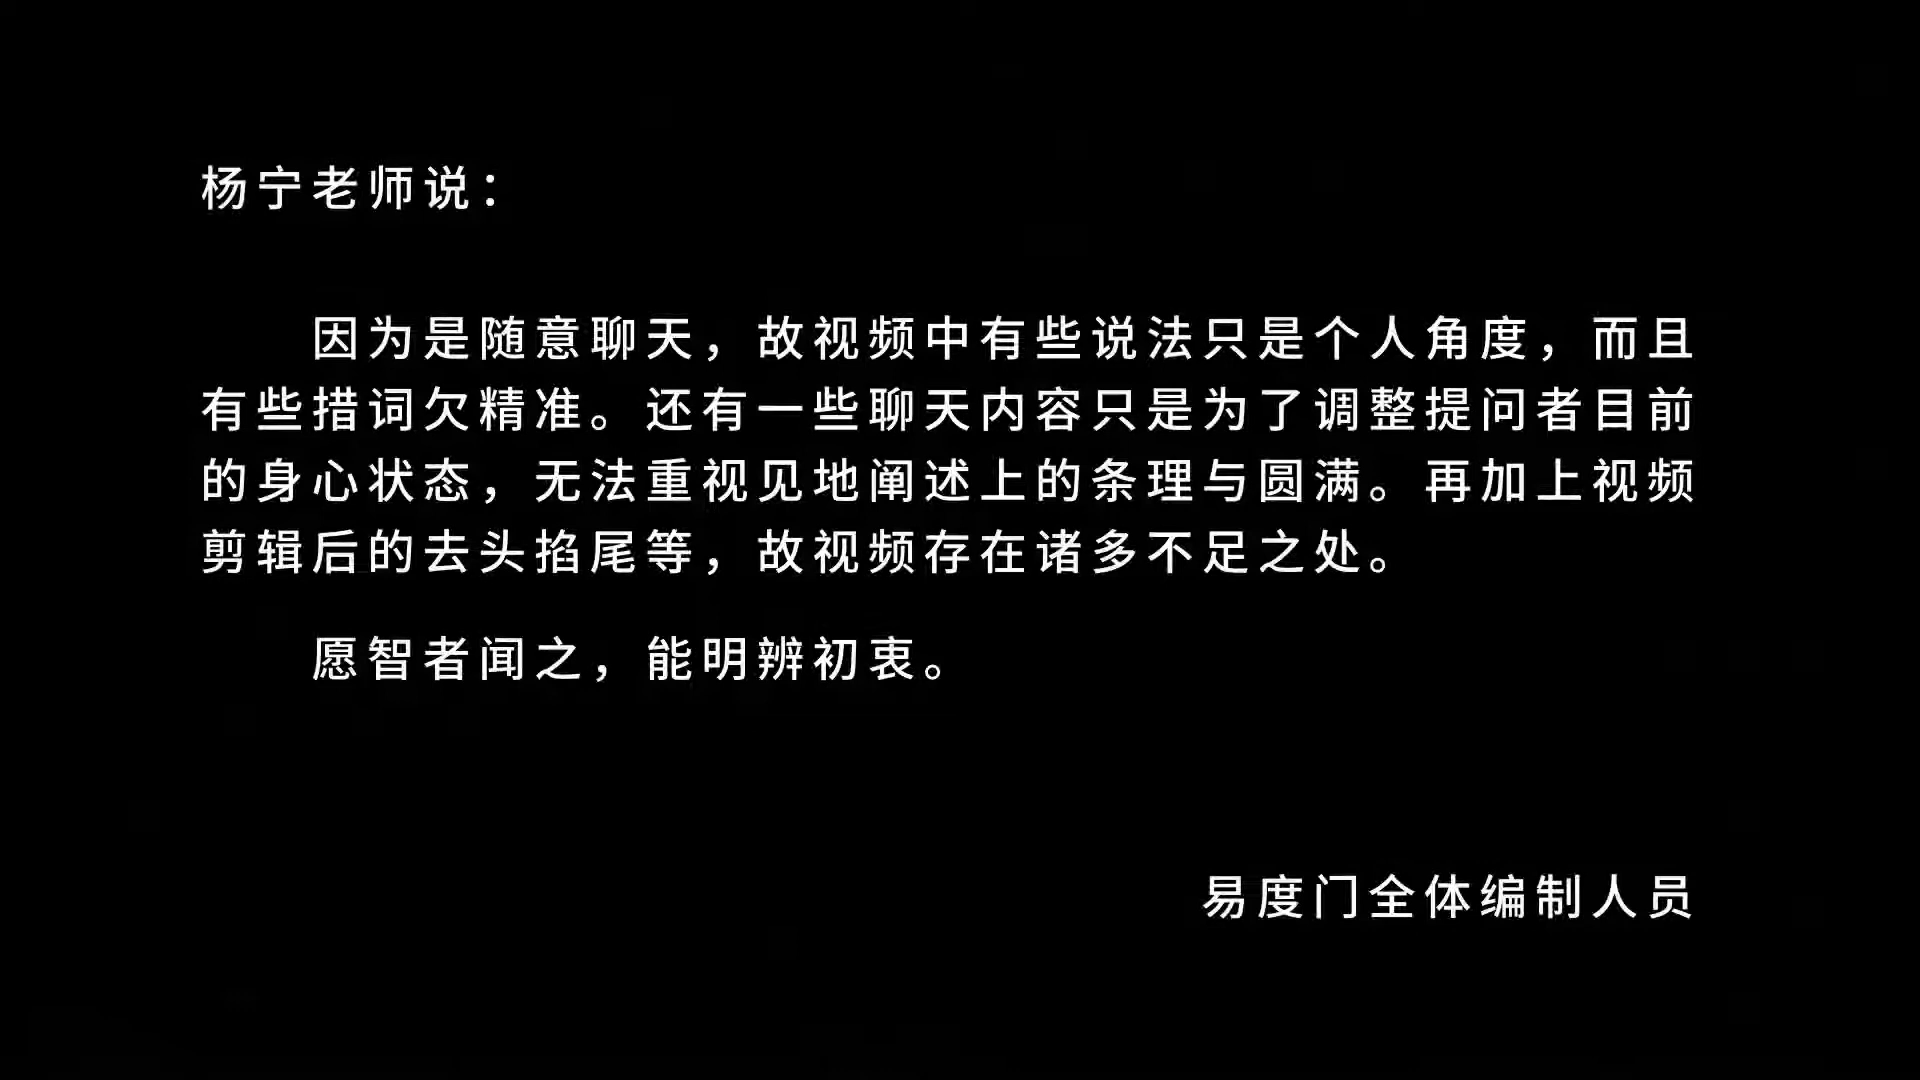 杨宁老师说：
因为是随意聊天，故视频中有些说法只是个人角度，而且
有些措词欠精准。还有一些聊天内容只是为了调整提问者目前
的身心状态，无法重视见地阐述上的条理与圆满。再加上视频
剪辑后的去头掐尾等，故视频存在诸多不足之处。
愿智者闻之，能明辨初衷。
易度门全体编制人员